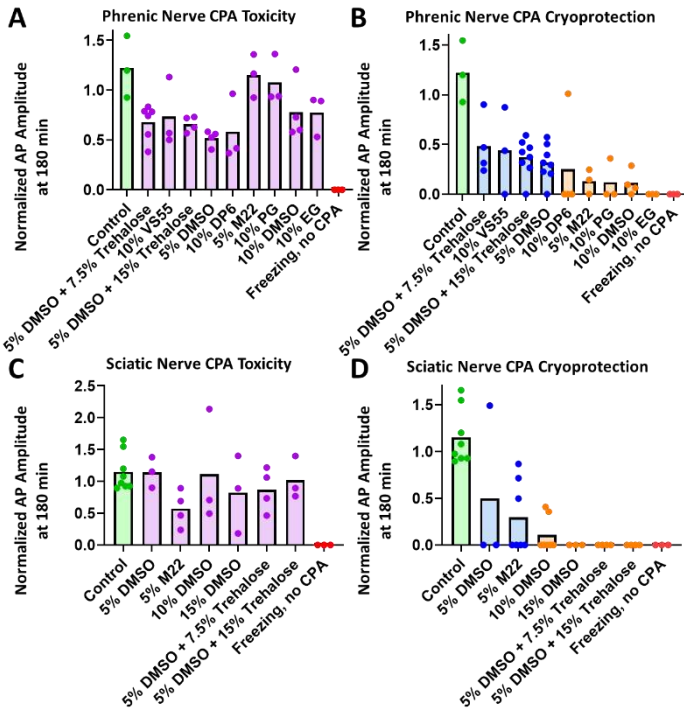 A
Phrenic Nerve CPA Toxicity
Normalized AP Amplitude
at 180 min
1.5
1.0
0.5
0.0
Control
5% DMSO + 7.5% Trehalose
10% VS55
5% DMSO + 15% Trehalose
5% DMSO
10% DP6
5% M22
10% PG
10% DMSO
10% EG
Freezing, no CPA
B
Phrenic Nerve CPA Cryoprotection
Normalized AP Amplitude
at 180 min
1.5
1.0
0.5
0.0
Control
5% DMSO + 7.5% Trehalose
10% VS55
5% DMSO + 15% Trehalose
5% DMSO
10% DP6
5% M22
10% PG
10% DMSO
10% EG
Freezing, no CPA
C
Sciatic Nerve CPA Toxicity
Normalized AP Amplitude
at 180 min
2.5
2.0
1.5
1.0
0.5
0.0
Control
5% DMSO
5% M22
10% DMSO
15% DMSO
5% DMSO + 7.5% Trehalose
5% DMSO + 15% Trehalose
Freezing, no CPA
D
Sciatic Nerve CPA Cryoprotection
Normalized AP Amplitude
at 180 min
1.5
1.0
0.5
0.0
Control
5% DMSO
5% M22
10% DMSO
15% DMSO
5% DMSO + 7.5% Trehalose
5% DMSO + 15% Trehalose
Freezing, no CPA